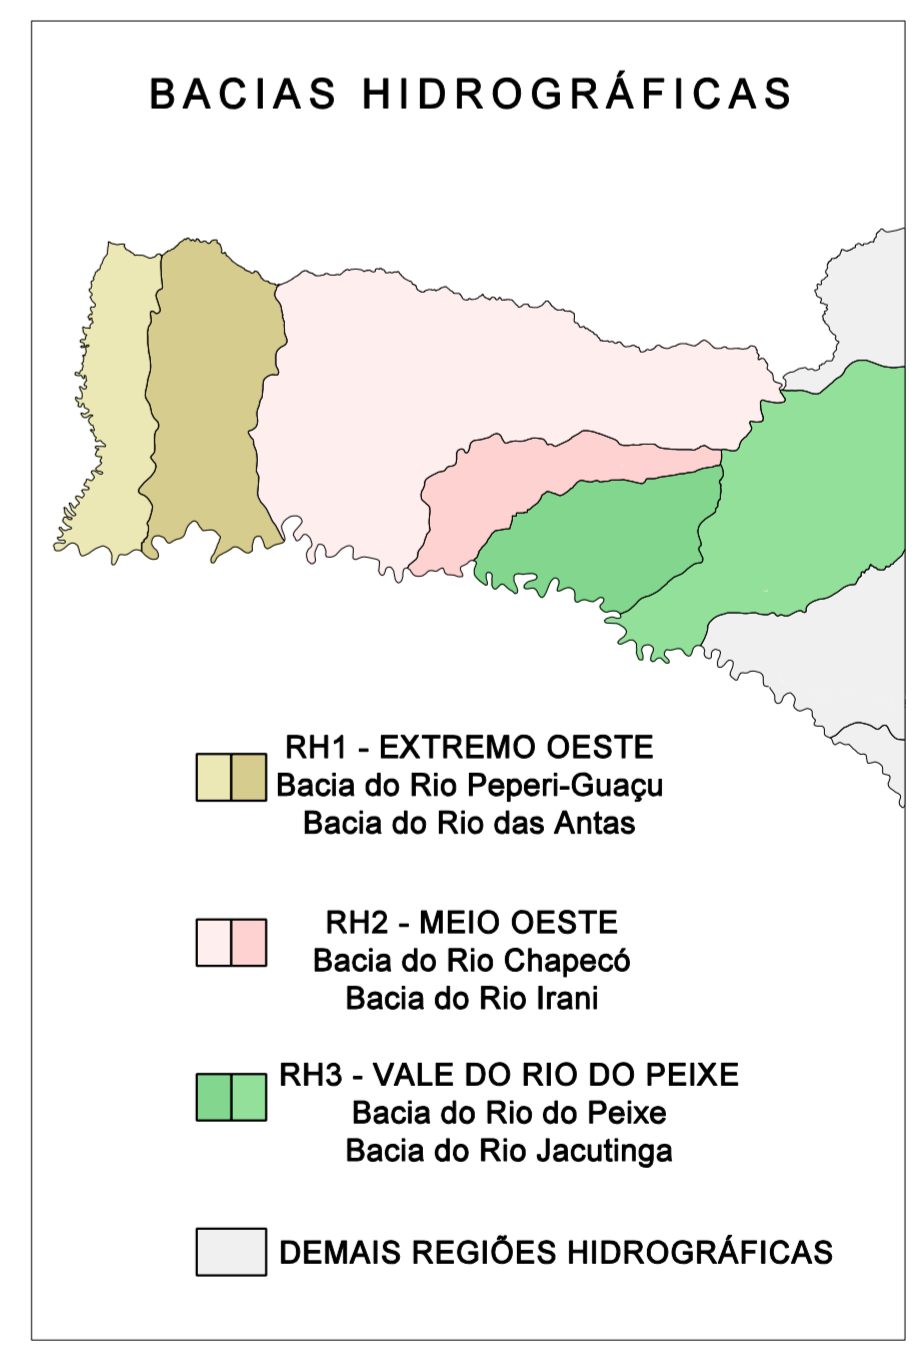 BACIAS HIDROGRÁFICAS
RH1 - EXTREMO OESTE
Bacia do Rio Peperi-Guaçu
Bacia do Rio das Antas
RH2 - MEIO OESTE
Bacia do Rio Chapecó
Bacia do Rio Irani
RH3 - VALE DO RIO DO PEIXE
Bacia do Rio do Peixe
Bacia do Rio Jacutinga
DEMAIS REGIÕES HIDROGRÁFICAS